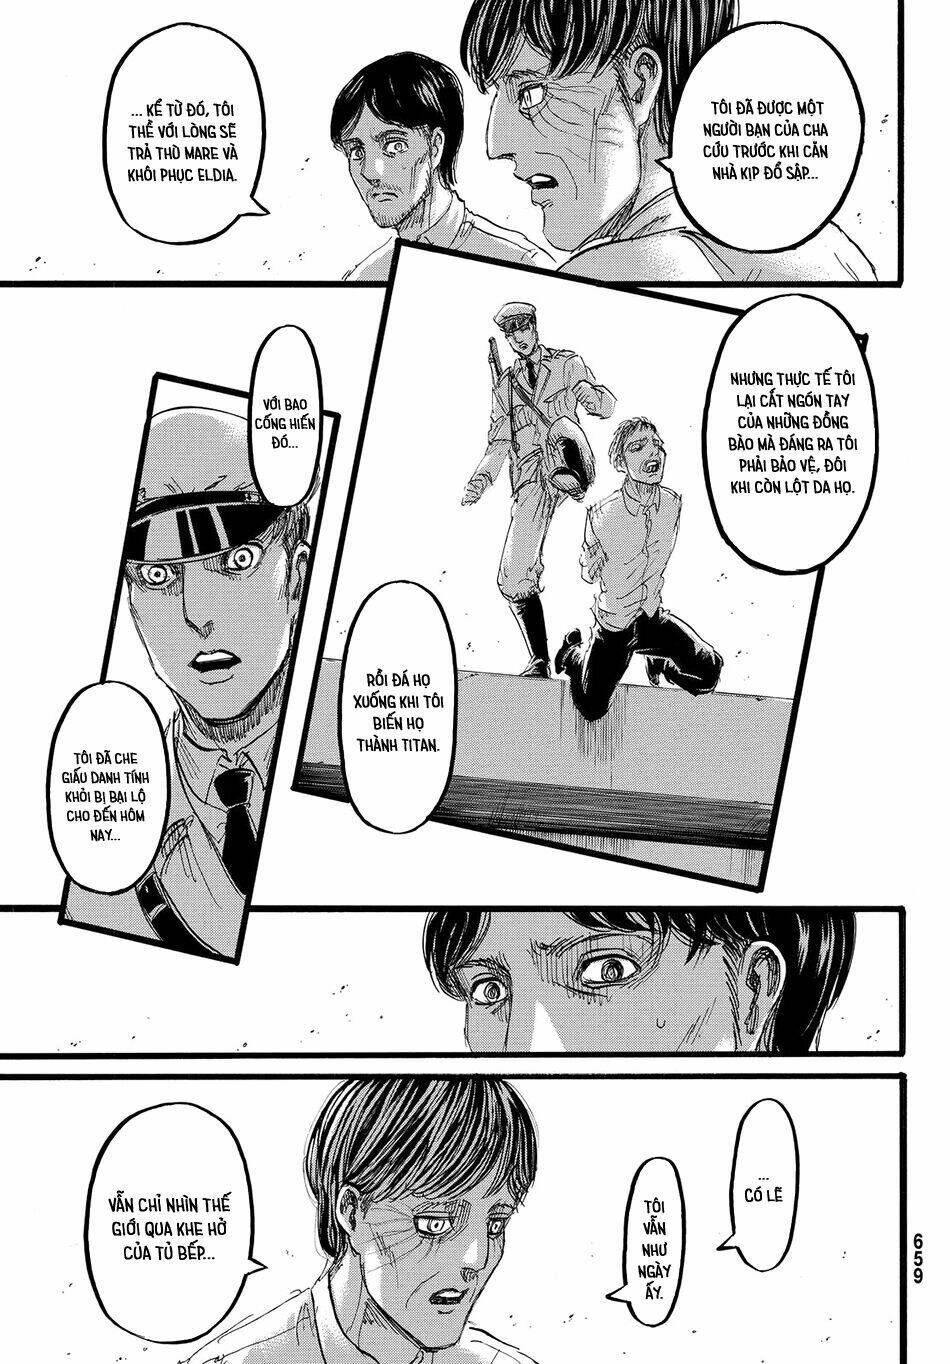 TÔI ĐÃ ĐƯỢC MỘT
NGƯỜI BẠN CỦA CHA
CỨU TRƯỚC KHI CĂN
NHÀ KỊP ĐỔ SẬP...
... KỂ TỪ ĐÓ, TÔI
THỀ VỚI LÒNG SẼ
TRẢ THÙ MARE VÀ
KHÔI PHỤC ELDIA.
NHƯNG THỰC TẾ TÔI
LẠI CẮT NGÓN TAY
CỦA NHỮNG ĐỒNG
BÀO MÀ ĐÁNG RA TÔI
PHẢI BẢO VỆ, ĐÔI
KHI CÒN LỘT DA HỌ.
RỒI ĐÁ HỌ
XUỐNG KHI TÔI
BIẾN HỌ
THÀNH TITAN.
VỚI BAO
CỐNG HIẾN
ĐÓ...
TÔI ĐÃ CHE
GIẤU DANH TÍNH
KHỎI BỊ BẠI LỘ
CHO ĐẾN HÔM
NAY...
...
CÓ LẼ
TÔI
VẪN
NHƯ
NGÀY
ẤY.
VẪN CHỈ NHÌN THẾ
GIỚI QUA KHE HỞ
CỦA TỦ BẾP...
659